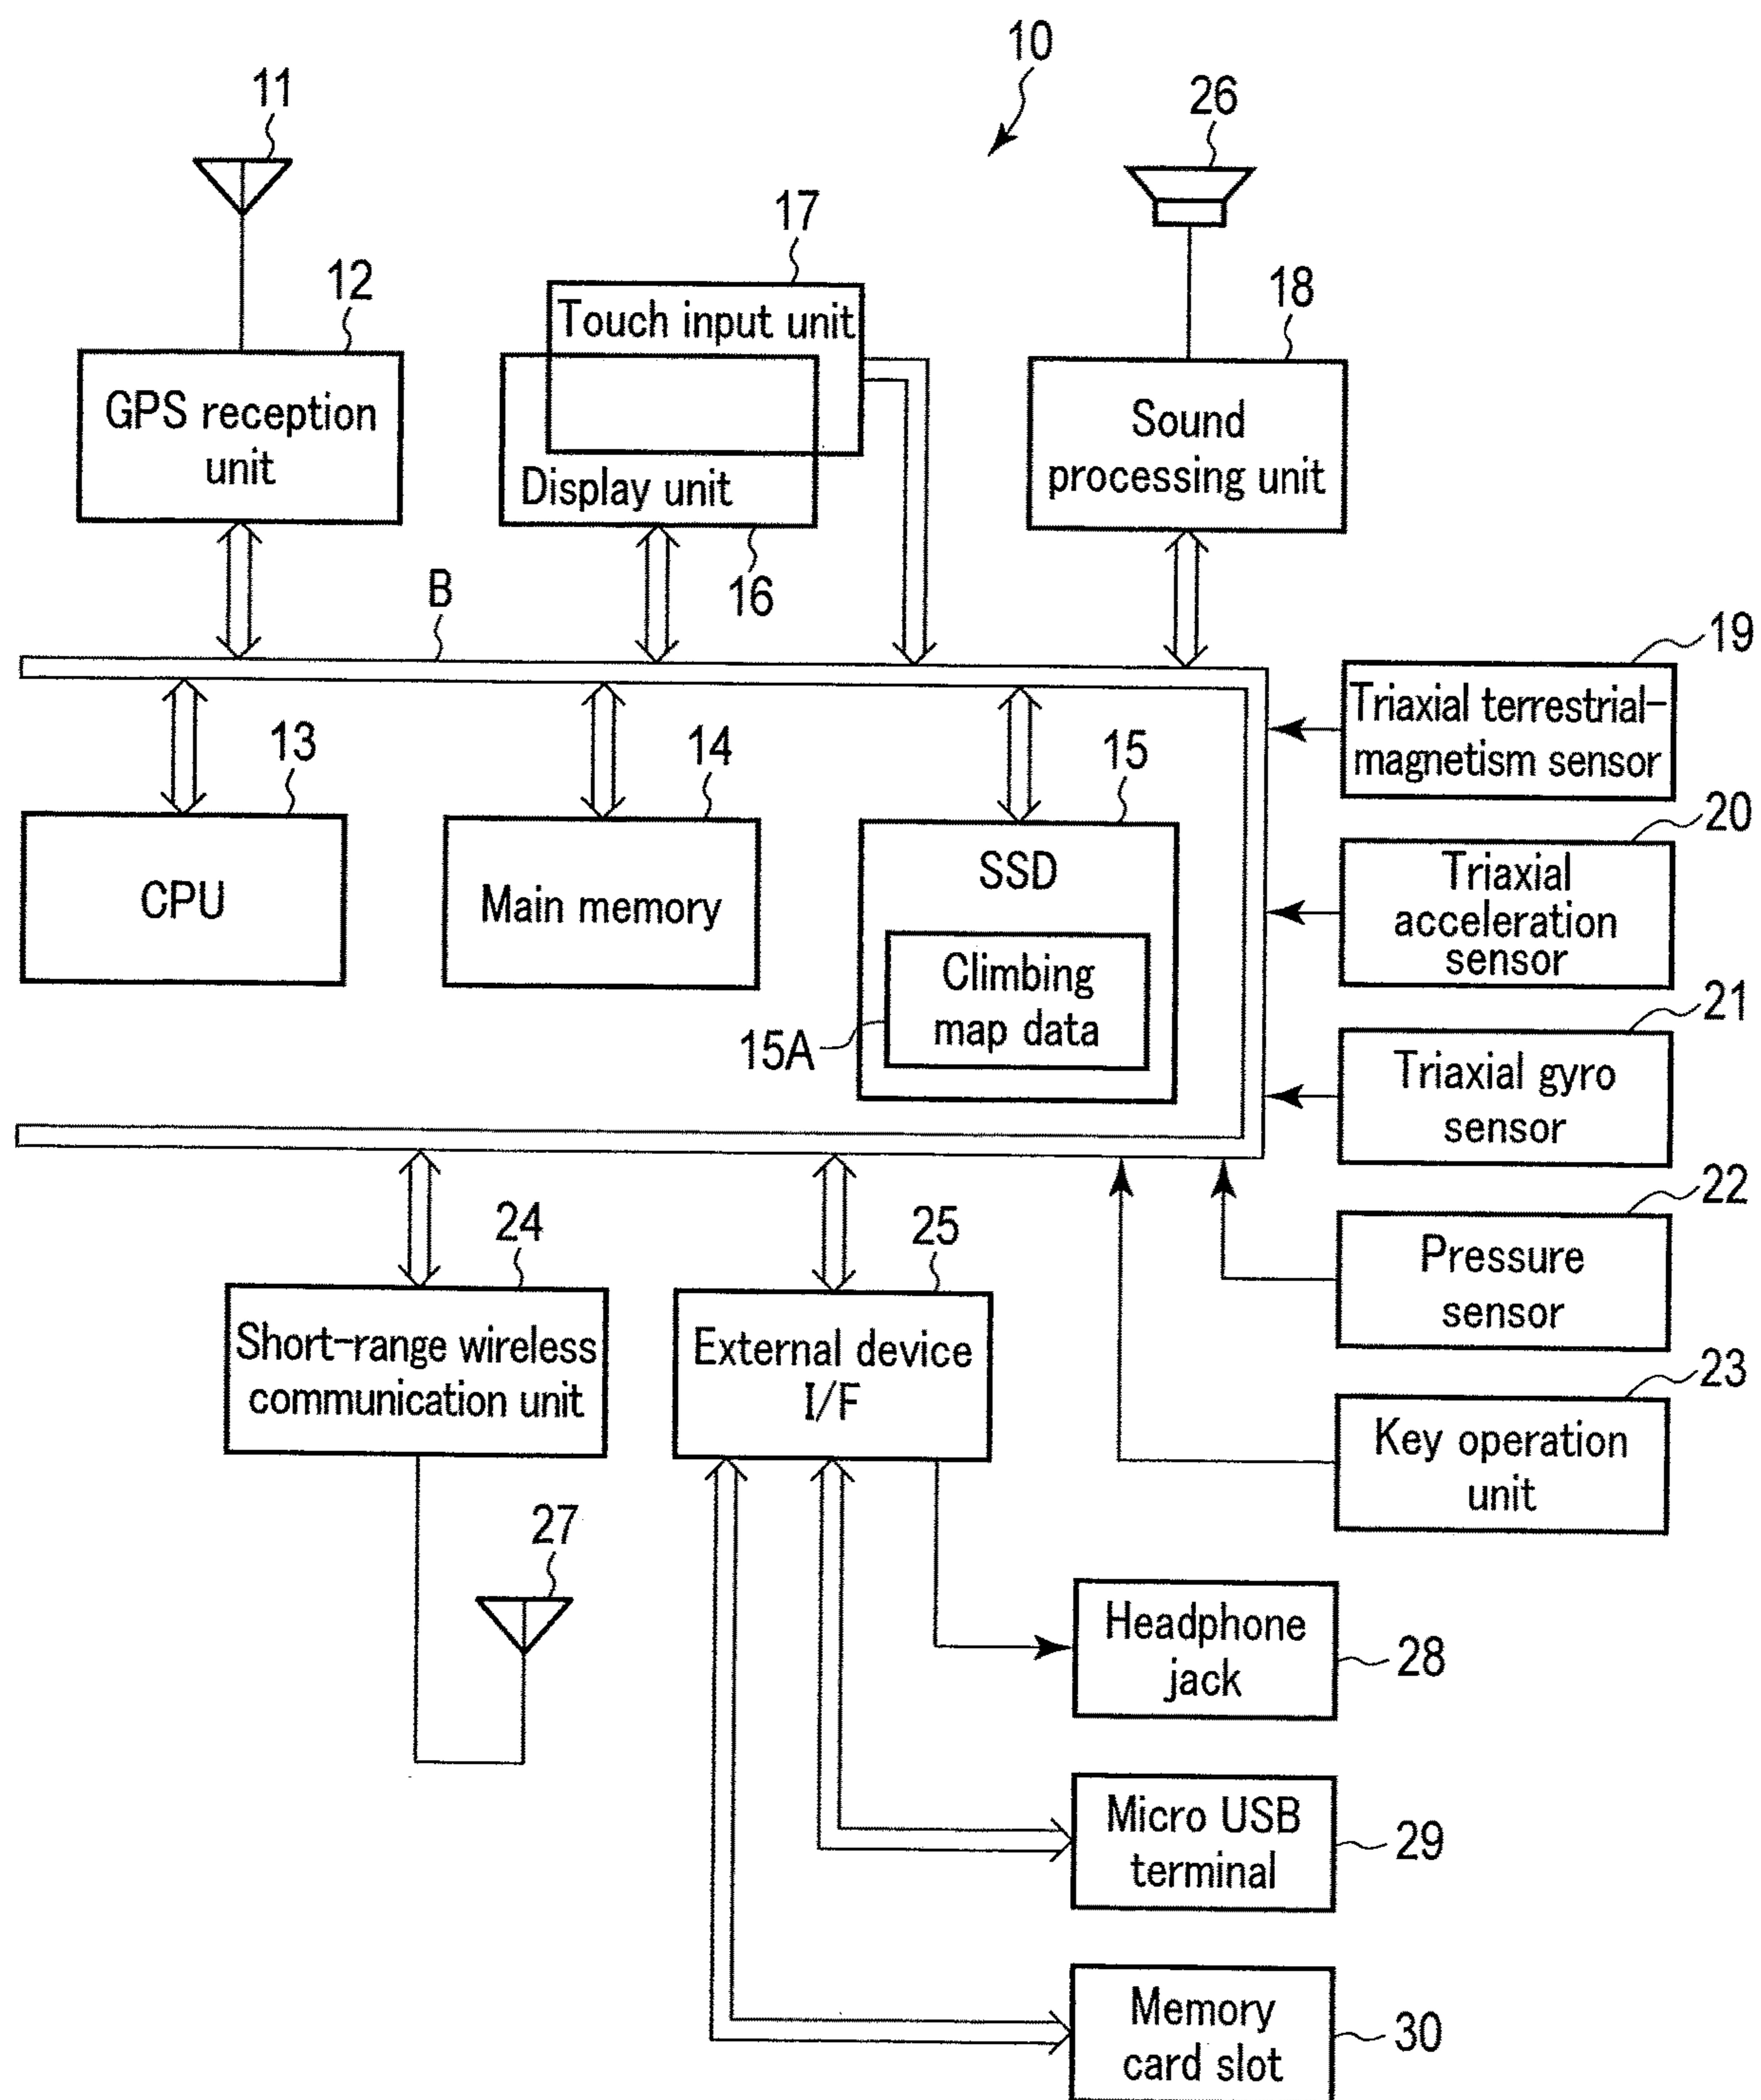 10
11
26
17
12
18
Touch input unit
GPS reception
unit
Sound
processing unit
Display unit
16
B
19
Triaxial terrestrial-
magnetism sensor
13
14
15
20
CPU
Main memory
SSD
Triaxial
acceleration
sensor
Climbing
map data
15A
21
Triaxial gyro
sensor
24
25
22
Pressure
sensor
Short-range wireless
communication unit
External device
I/F
23
Key operation
unit
27
Headphone
jack
28
Micro USB
terminal
29
Memory
card slot
30